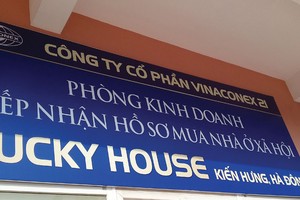 CÔNG TY CỔ PHẦN VINACONEX 21
PHÒNG KINH DOANH
ẾP NHẬN HỒ SƠ MUA NHÀ Ở XÃ HỘI
UCKY HOUSE KIẾN HƯNG, HÀ ĐÔN